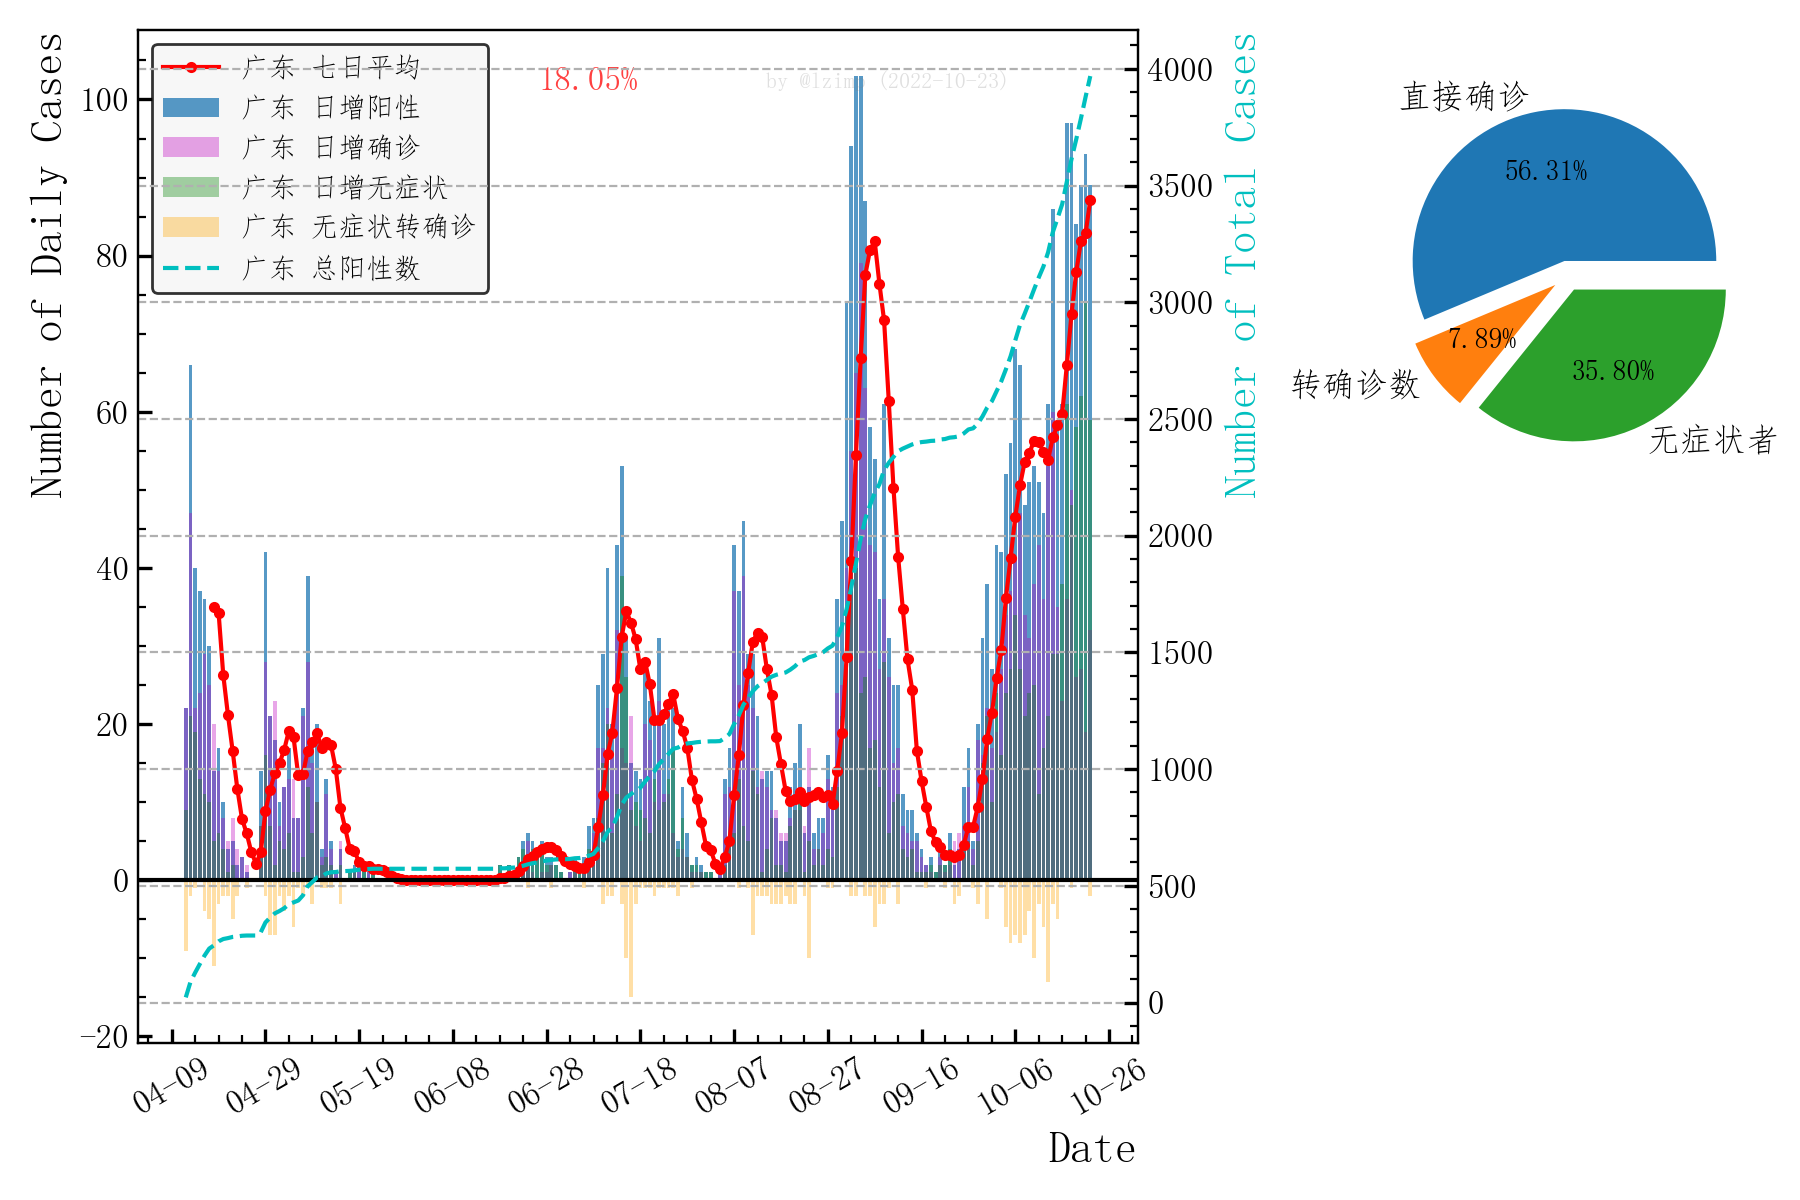 Number of Daily Cases
100
80
60
40
20
0
-20
广东 七日平均
广东 日增阳性
广东 日增确诊
广东 日增无症状
广东 无症状转确诊
广东 总阳性数
18.05%
by @lzim (2022-10-23)
4000
3500
3000
2500
2000
1500
1000
500
0
Number of Total Cases
04-09
04-29
05-19
06-08
06-28
07-18
08-07
08-27
09-16
10-06
10-26
Date
直接确诊
56.31%
7.89%
转确诊数
35.80%
无症状者